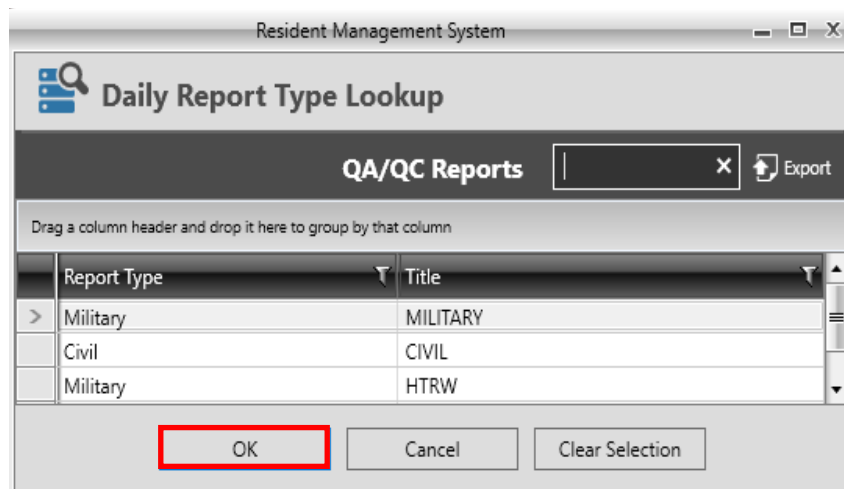 Resident Management System
Daily Report Type Lookup
QA/QC Reports
Export
Drag a column header and drop it here to group by that column
Report Type Title
Military MILITARY
Civil CIVIL
Military HTRW
OK Cancel Clear Selection